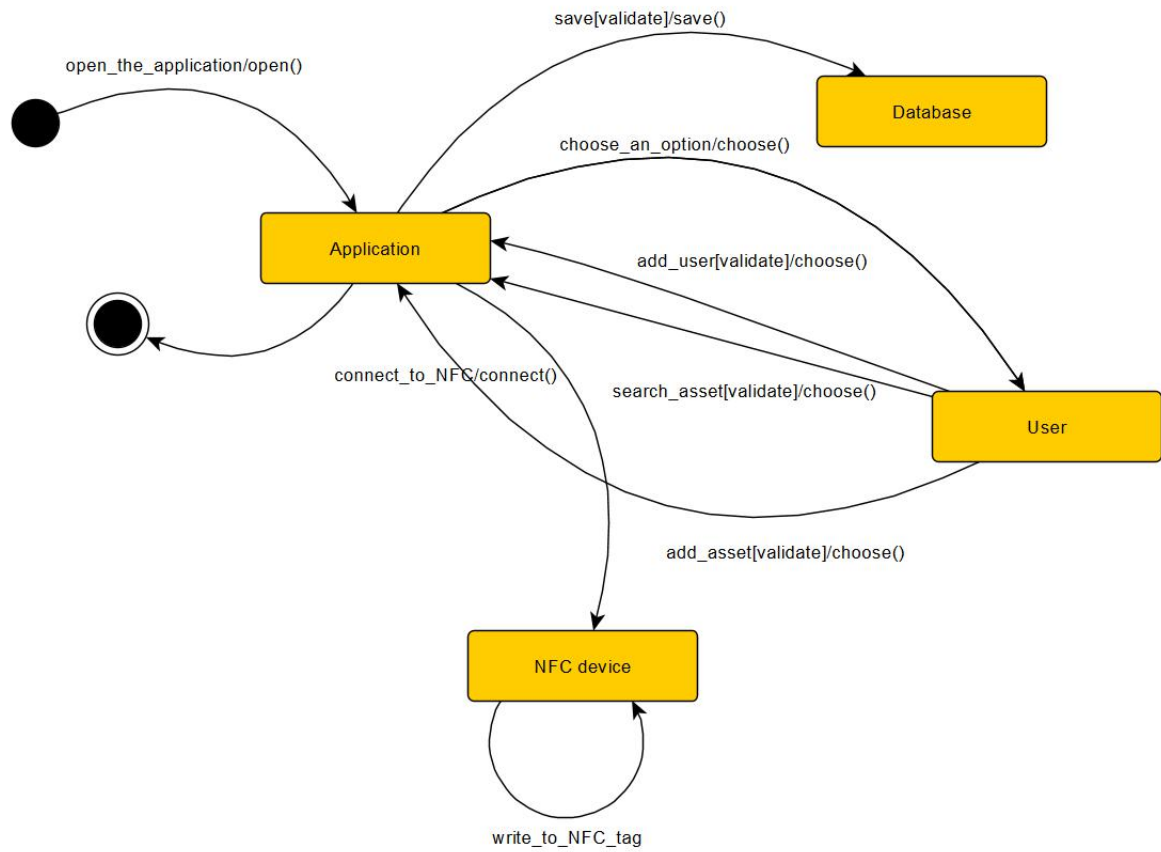 save[validate]/save()
open_the_application/open()
Database
choose_an_option/choose()
Application
add_user[validate]/choose()
connect_to_NFC/connect()
search_asset[validate]/choose()
User
add_asset[validate]/choose()
NFC device
write_to_NFC_tag